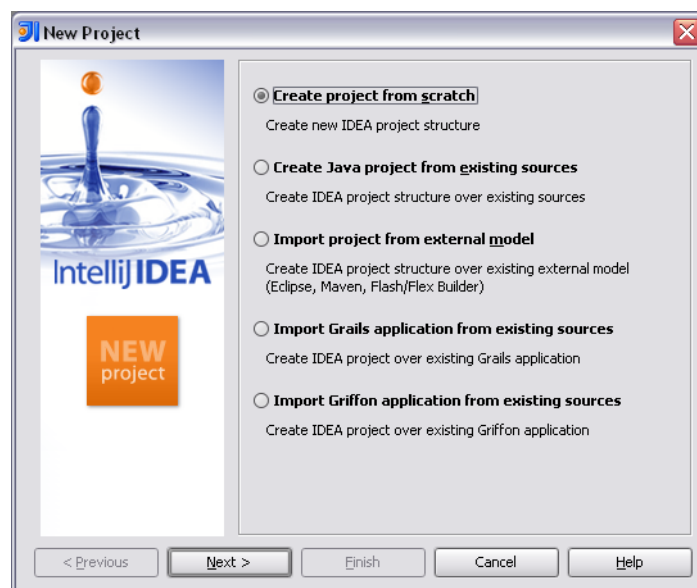 New Project
Create project from scratch
Create new IDEA project structure
Create Java project from existing sources
Create IDEA project structure over existing sources
Import project from external model
Create IDEA project structure over existing external model
(Eclipse, Maven, Flash/Flex Builder)
Import Grails application from existing sources
Create IDEA project over existing Grails application
Import Griffon application from existing sources
Create IDEA project over existing Griffon application
IntelliJ IDEA
NEW
project
< Previous
Next >
Finish
Cancel
Help